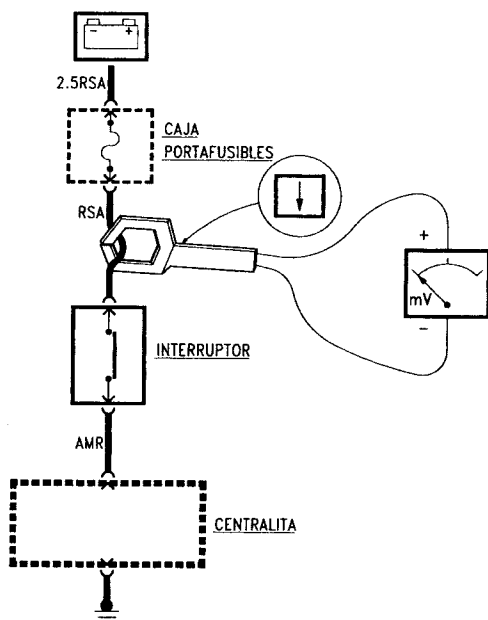 - +
2.5RSA
CAJA
PORTAFUSIBLES
RSA
+
mV
-
INTERRUPTOR
AMR
CENTRALITA